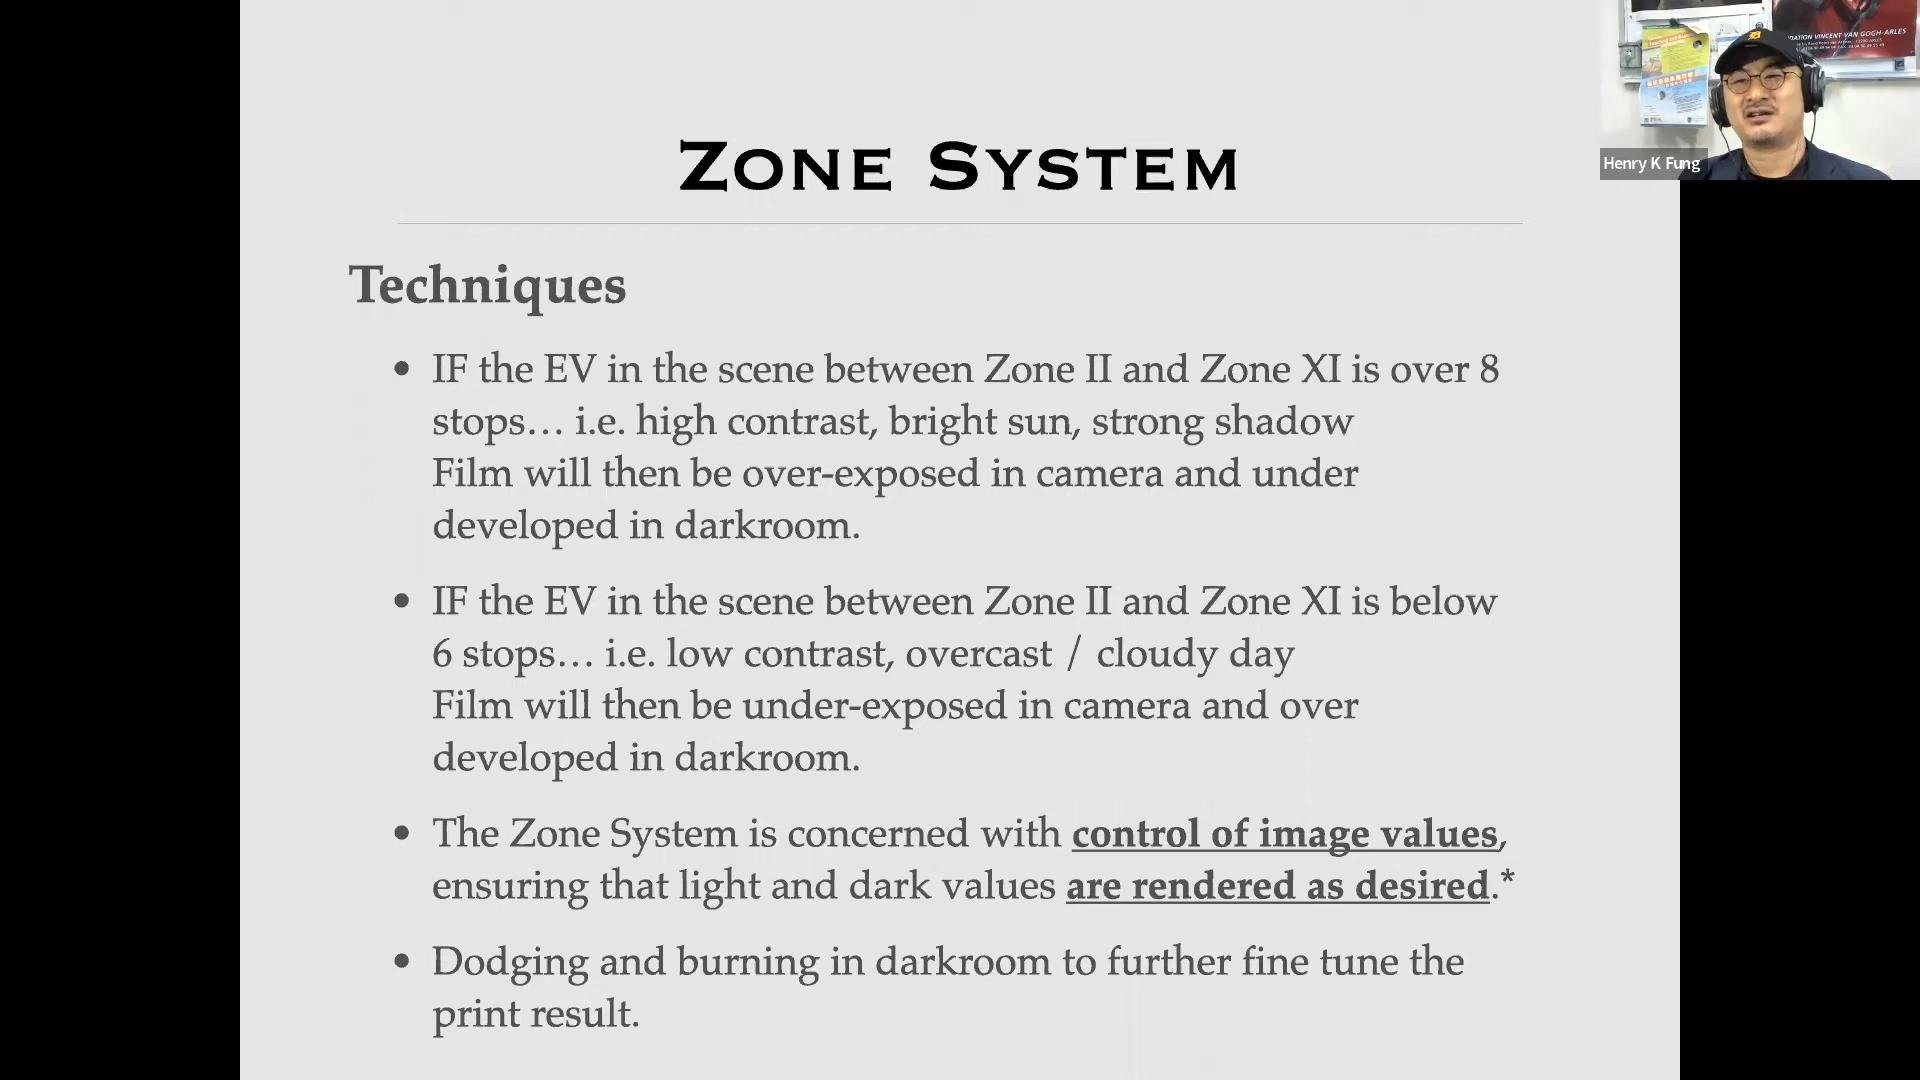 ZONE SYSTEM
Techniques
• IF the EV in the scene between Zone II and Zone XI is over 8
stops… i.e. high contrast, bright sun, strong shadow
Film will then be over-exposed in camera and under
developed in darkroom.
• IF the EV in the scene between Zone II and Zone XI is below
6 stops… i.e. low contrast, overcast / cloudy day
Film will then be under-exposed in camera and over
developed in darkroom.
• The Zone System is concerned with control of image values,
ensuring that light and dark values are rendered as desired.*
• Dodging and burning in darkroom to further fine tune the
print result.
DATION VINCENT VAN GOGH-ARLES
Henry K Fung